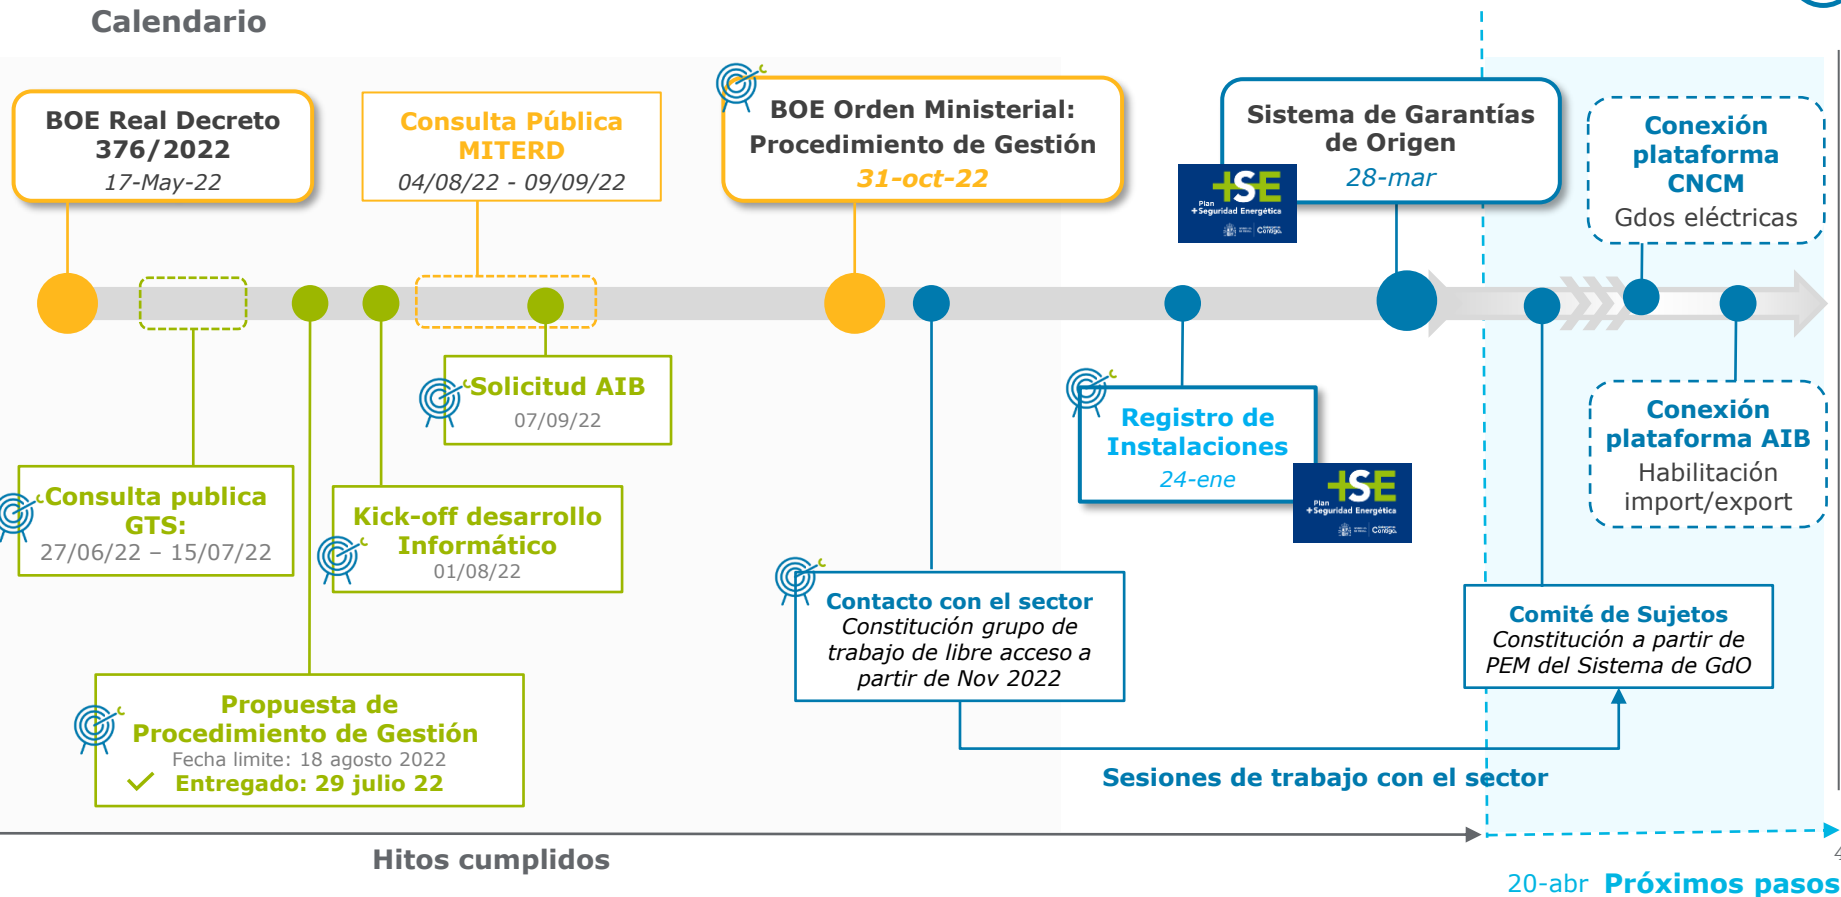 Calendario
BOE Real Decreto
376/2022
17-May-22
Consulta Pública
MITERD
04/08/22 - 09/09/22
BOE Orden Ministerial:
Procedimiento de Gestión
31-oct-22
Sistema de Garantías
de Origen
28-mar
+SE
Plan
+Seguridad Energética
Contigo.
Conexión
plataforma
CNCM
Gdos eléctricas
Solicitud AIB
07/09/22
Consulta publica
GTS:
27/06/22 – 15/07/22
Kick-off desarrollo
Informático
01/08/22
Propuesta de
Procedimiento de Gestión
Fecha limite: 18 agosto 2022
Entregado: 29 julio 22
Registro de
Instalaciones
24-ene
+SE
Plan
+Seguridad Energética
Contigo.
Contacto con el sector
Constitución grupo de
trabajo de libre acceso a
partir de Nov 2022
Conexión
plataforma AIB
Habilitación
import/export
Comité de Sujetos
Constitución a partir de
PEM del Sistema de GdO
Sesiones de trabajo con el sector
Hitos cumplidos
20-abr Próximos pasos